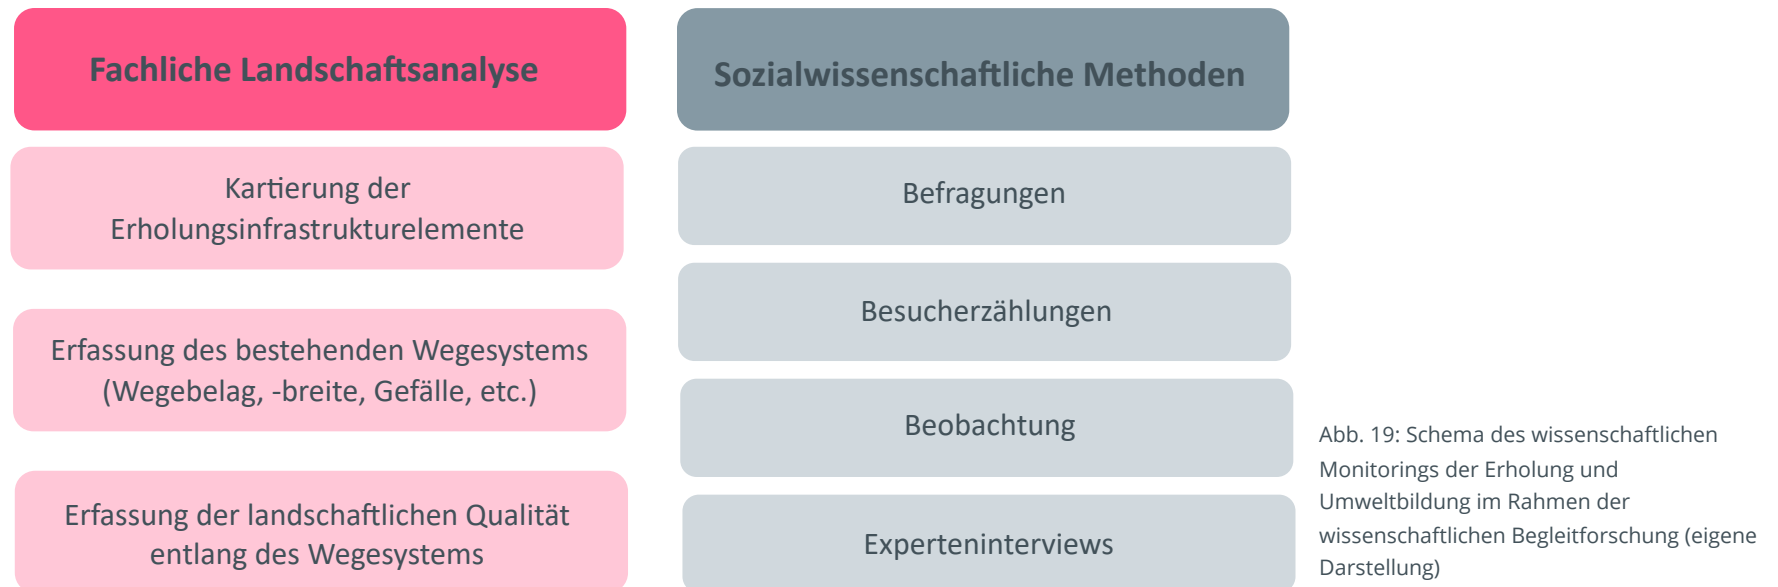 Fachliche Landschaftsanalyse
Kartierung der
Erholungsinfrastrukturelemente
Erfassung des bestehenden Wegesystems
(Wegebelag, -breite, Gefälle, etc.)
Erfassung der landschaftlichen Qualität
entlang des Wegesystems
Sozialwissenschaftliche Methoden
Befragungen
Besucherzählungen
Beobachtung
Experteninterviews
Abb. 19: Schema des wissenschaftlichen
Monitorings der Erholung und
Umweltbildung im Rahmen der
wissenschaftlichen Begleitforschung (eigene
Darstellung)